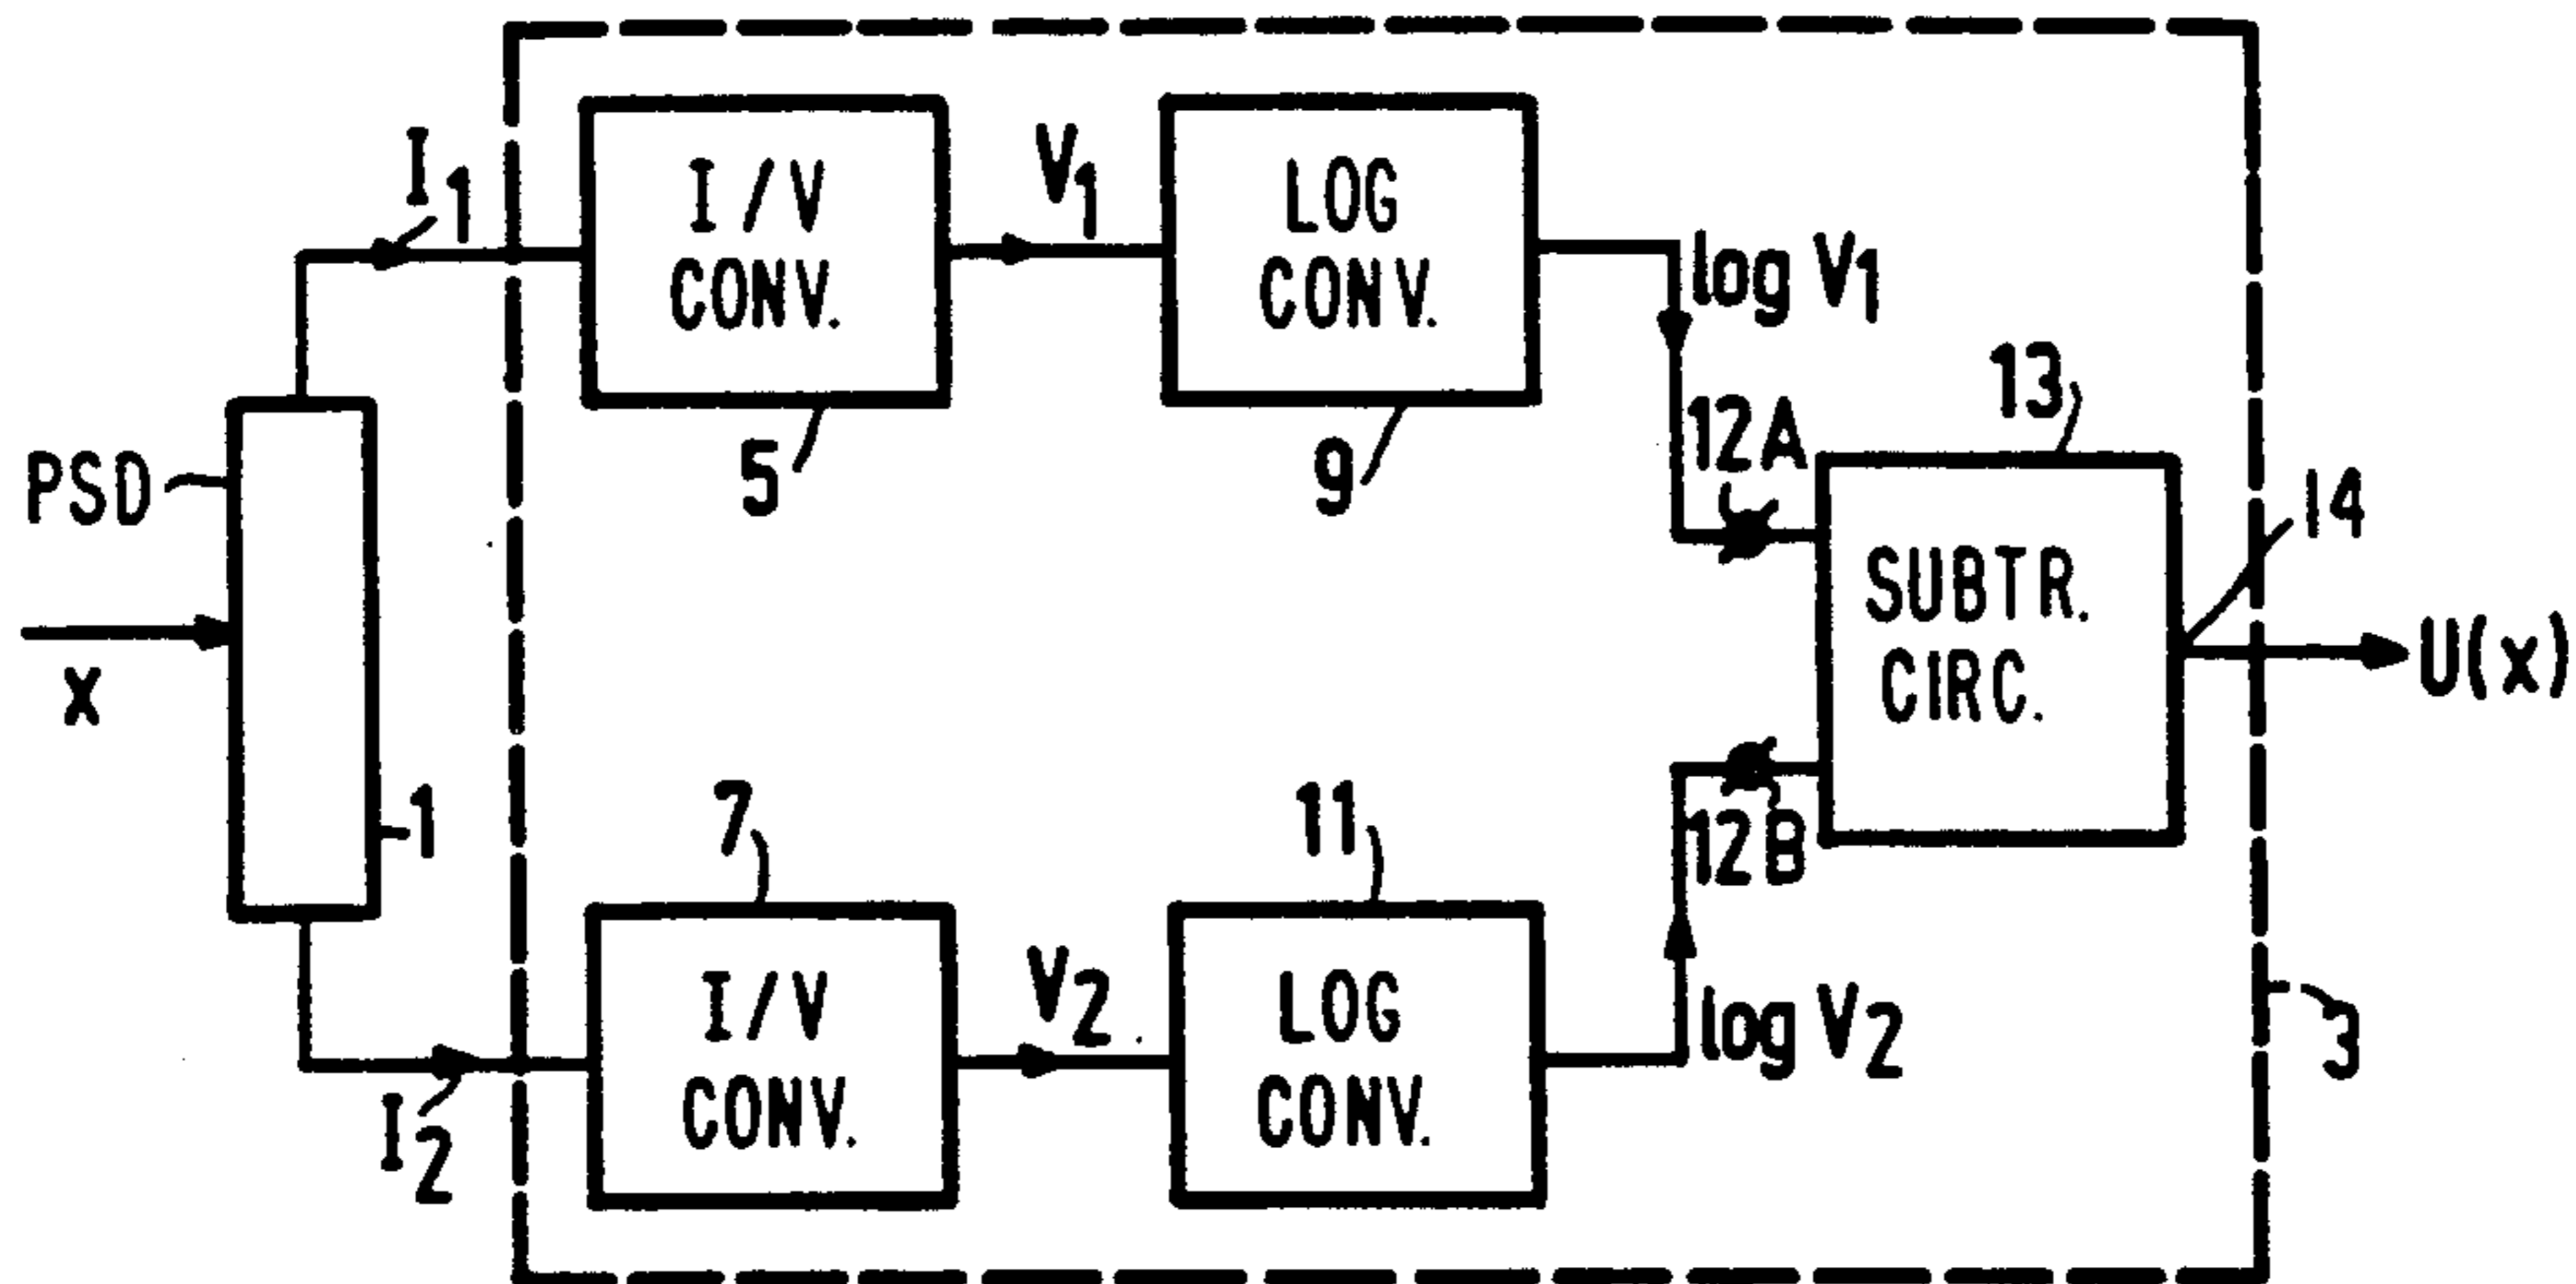 I1
I/V
CONV.
5
V1
LOG
CONV.
9
log V1
12A
13
PSD
x
1
SUBTR.
CIRC.
14
U(x)
12B
7
I/V
CONV.
I2
V2
11
LOG
CONV.
log V2
3